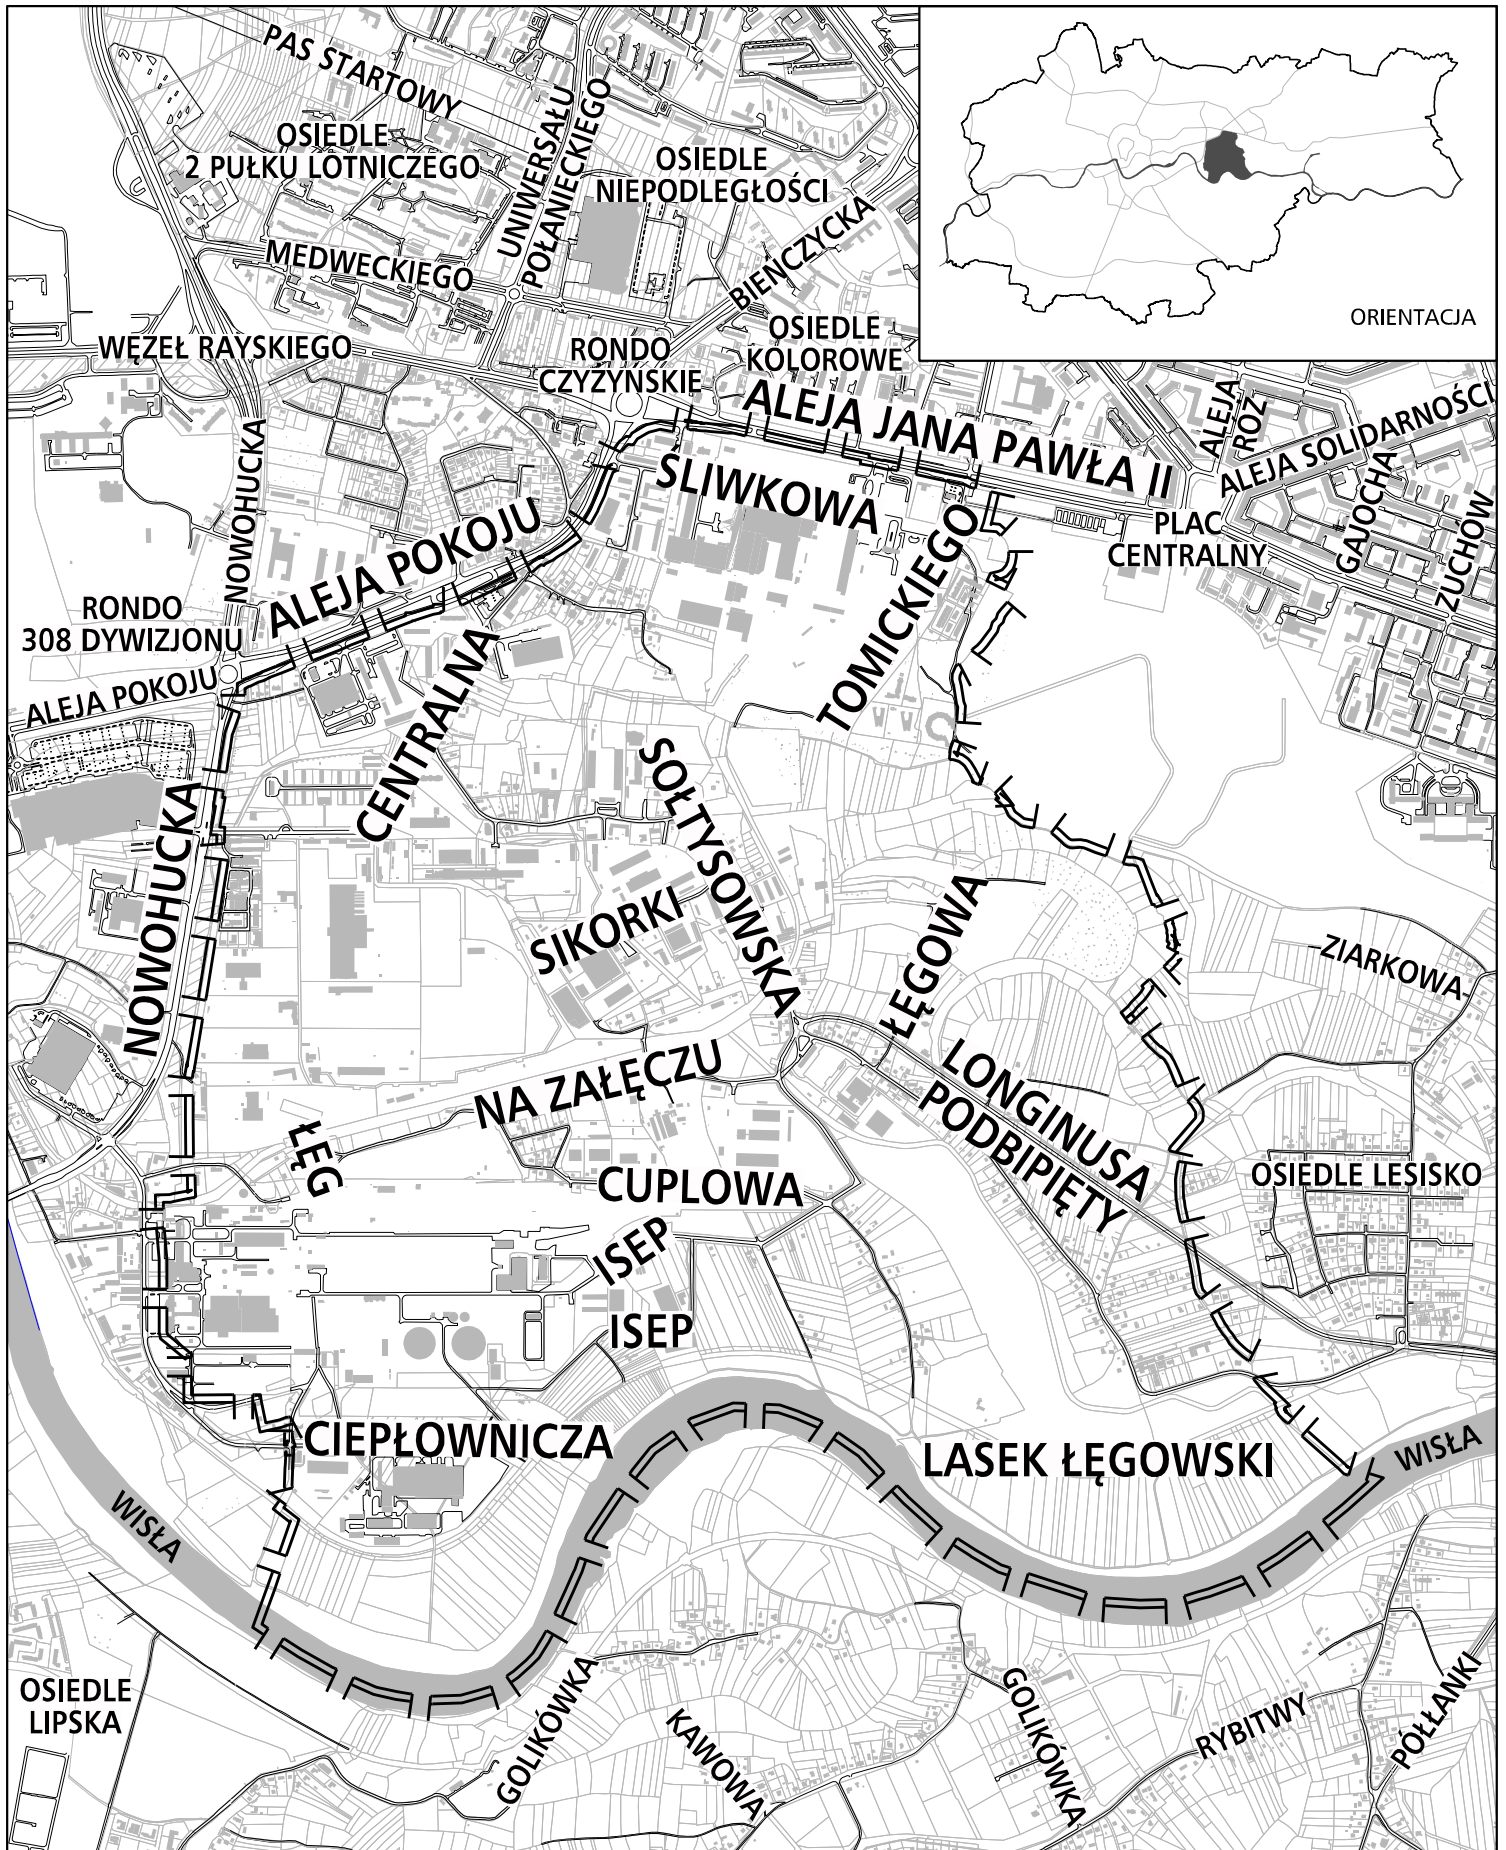 PAS STARTOWY
OSIEDLE
2 PUŁKU LOTNICZEGO
UNIWERSAŁU
POŁANIECKIEGO
OSIEDLE
NIEPODLEGŁOŚCI
MEDWECKIEGO
BIEŃCZYCKA
ORIENTACJA
WĘZEŁ RAYSKIEGO
RONDO
CZYŻYŃSKIE
OSIEDLE
KOLOROWE
ALEJA JANA PAWŁA II
ALEJA
RÓŻ
ALEJA SOLIDARNOŚCI
GAJOCHA
ZUCHÓW
PLAC
CENTRALNY
NOWOHUCKA
ŚLIWKOWA
ALEJA POKOJU
TOMICKIEGO
RONDO
308 DYWIZJONU
ALEJA POKOJU
CENTRALNA
NOWOHUCKA
SOŁTYSOWSKA
SIKORKI
ŁĘGOWA
ZIARKOWA
NA ZAŁĘCZU
LONGINUSA
PODBIPIĘTY
ŁĘG
CUPLOWA
OSIEDLE LESISKO
ISEP
ISEP
CIEPŁOWNICZA
LASEK ŁĘGOWSKI
WISŁA
WISŁA
OSIEDLE
LIPSKA
GOLIKÓWKA
KAWOWA
GOLIKÓWKA
RYBITWY
PÓŁŁANKI